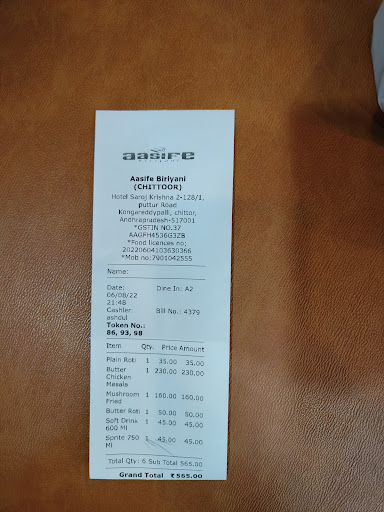 aasife
Aasife Biriyani
(CHITTOOR)
Hotel Saroj Krishna 2-128/1,
puttur Road
Kongareddypalli, chittor,
Andhrapradesh-517001
*GSTIN NO.37
AAGFH4536G3ZB
*Food licences no;
20220604103630366
*Mob no;7901042555
Name:
Date: Dine In: A2
06/08/22
21:48
Cashier: Bill No.: 4379
ashdul
Token No.:
86, 93, 98
Item Qty. Price Amount
Plain Roti 1 35.00 35.00
Butter 1 230.00 230.00
Chicken
Masala
Mushroom 1 160.00 160.00
Fried
Butter Roti 1 50.00 50.00
Soft Drink 1 45.00 45.00
600 Ml
Sprite 750 1 45.00 45.00
Ml
Total Qty: 6 Sub Total 565.00
Grand Total ₹565.00